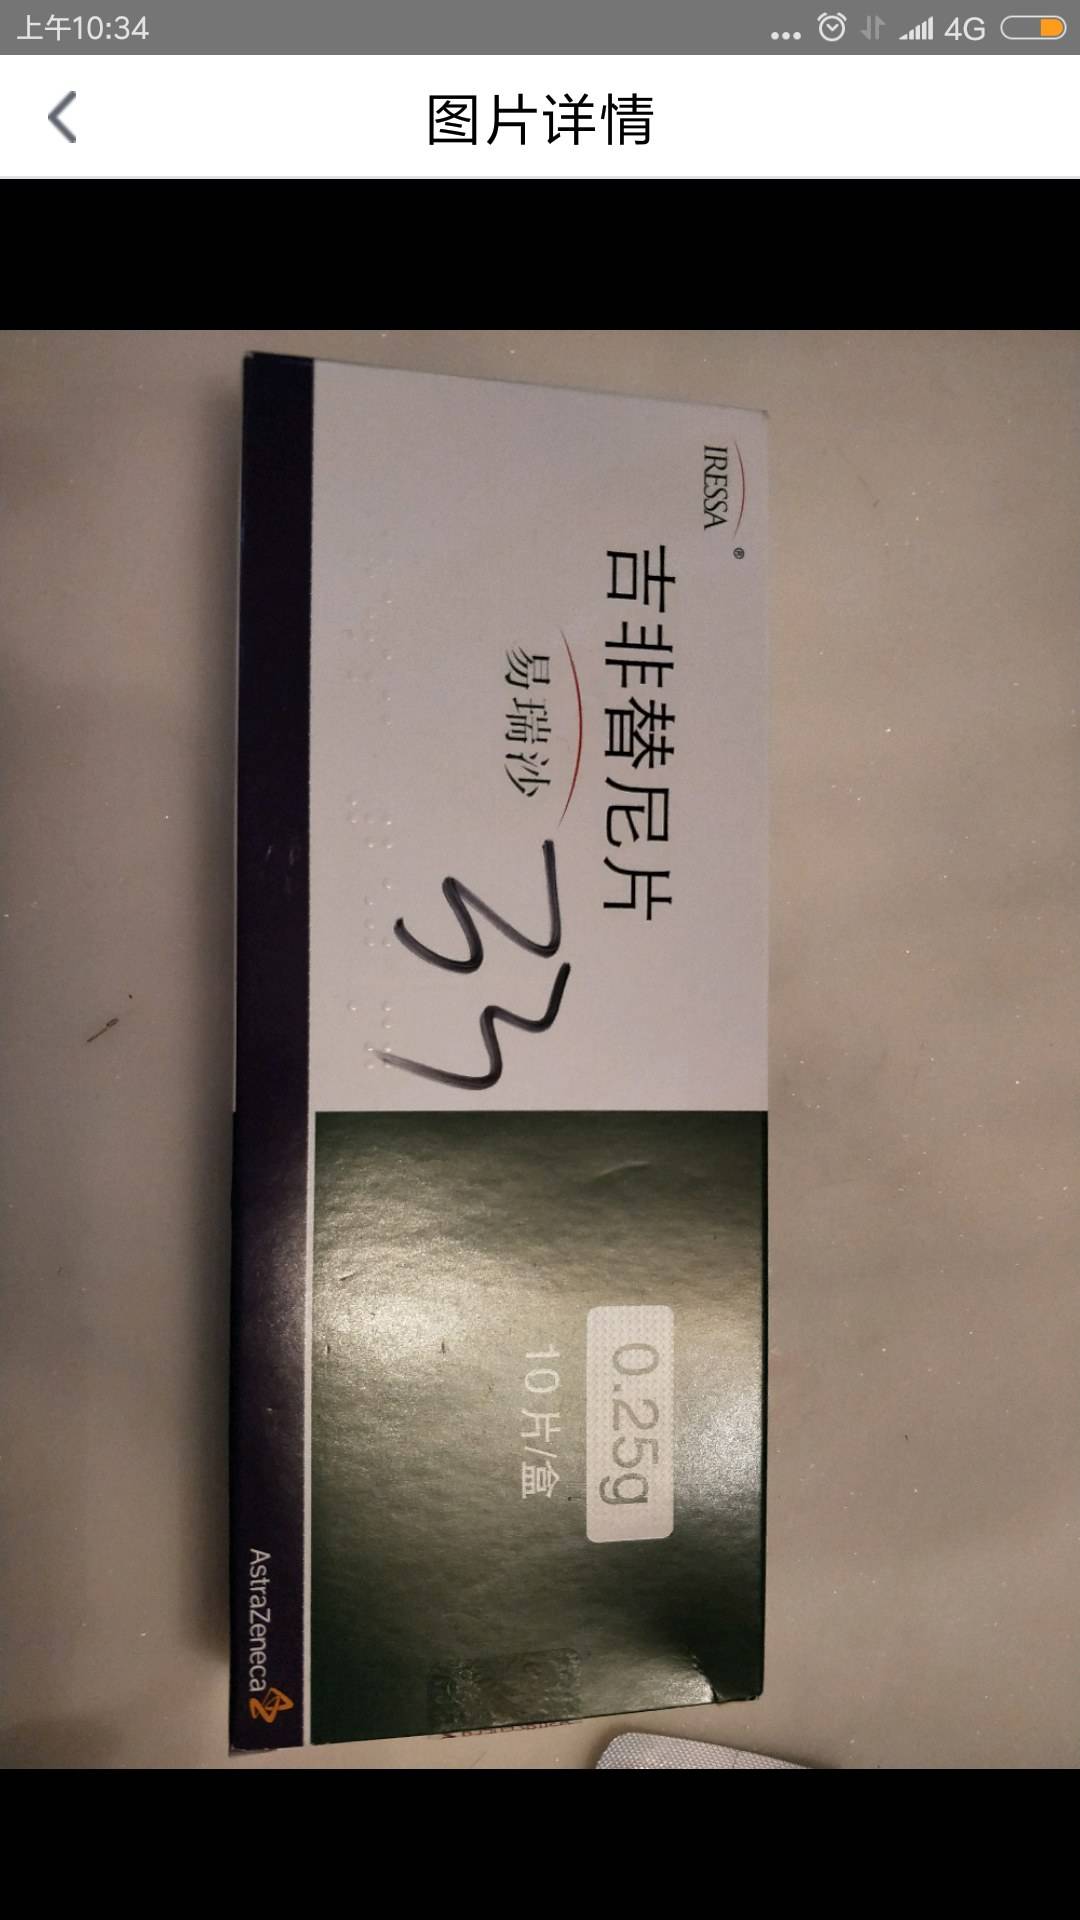 上午10:34
4G
图片详情
IRESSA®
吉非替尼片
易瑞沙
33
0.25g
10片/盒
AstraZeneca